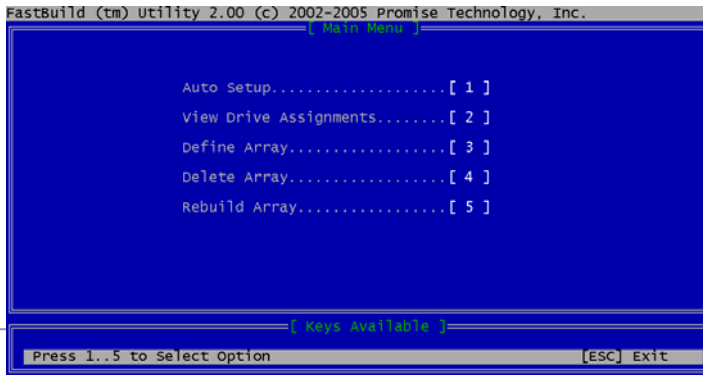 FastBuild (tm) Utility 2.00 (c) 2002-2005 Promise Technology, Inc.
[ Main Menu ]
Auto Setup....................[ 1 ]
View Drive Assignments........[ 2 ]
Define Array..................[ 3 ]
Delete Array..................[ 4 ]
Rebuild Array.................[ 5 ]
[ Keys Available ]
Press 1..5 to Select Option [ESC] Exit